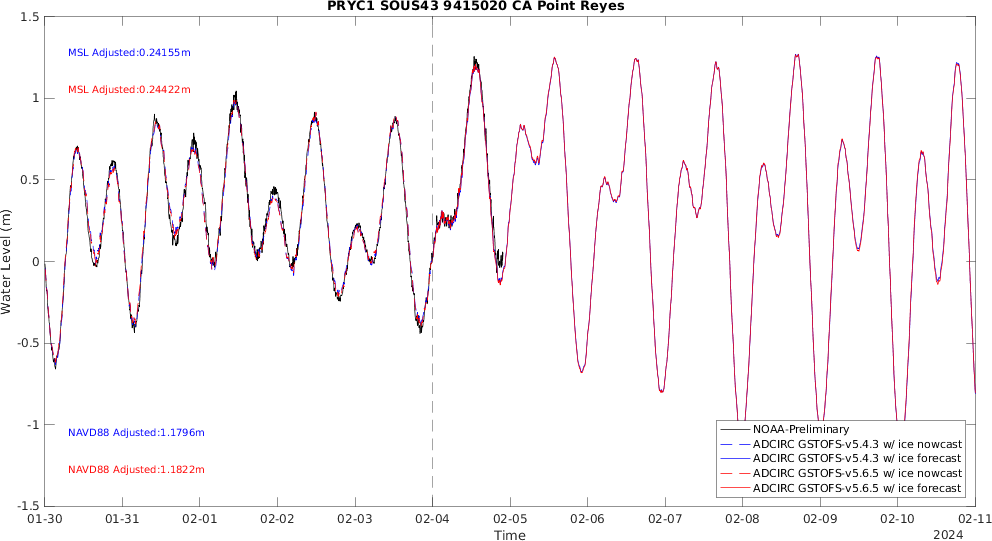 PRYC1 SOUS43 9415020 CA Point Reyes
1.5
MSL Adjusted:0.24155m
MSL Adjusted:0.24422m
1
0.5
0
-0.5
-1
-1.5
Water Level (m)
NAVD88 Adjusted:1.1796m
NAVD88 Adjusted:1.1822m
NOAA-Preliminary
ADCIRC GSTOFS-v5.4.3 w/ ice nowcast
ADCIRC GSTOFS-v5.4.3 w/ ice forecast
ADCIRC GSTOFS-v5.6.5 w/ ice nowcast
ADCIRC GSTOFS-v5.6.5 w/ ice forecast
01-30 01-31 02-01 02-02 02-03 02-04 02-05 02-06 02-07 02-08 02-09 02-10 02-11
Time
2024